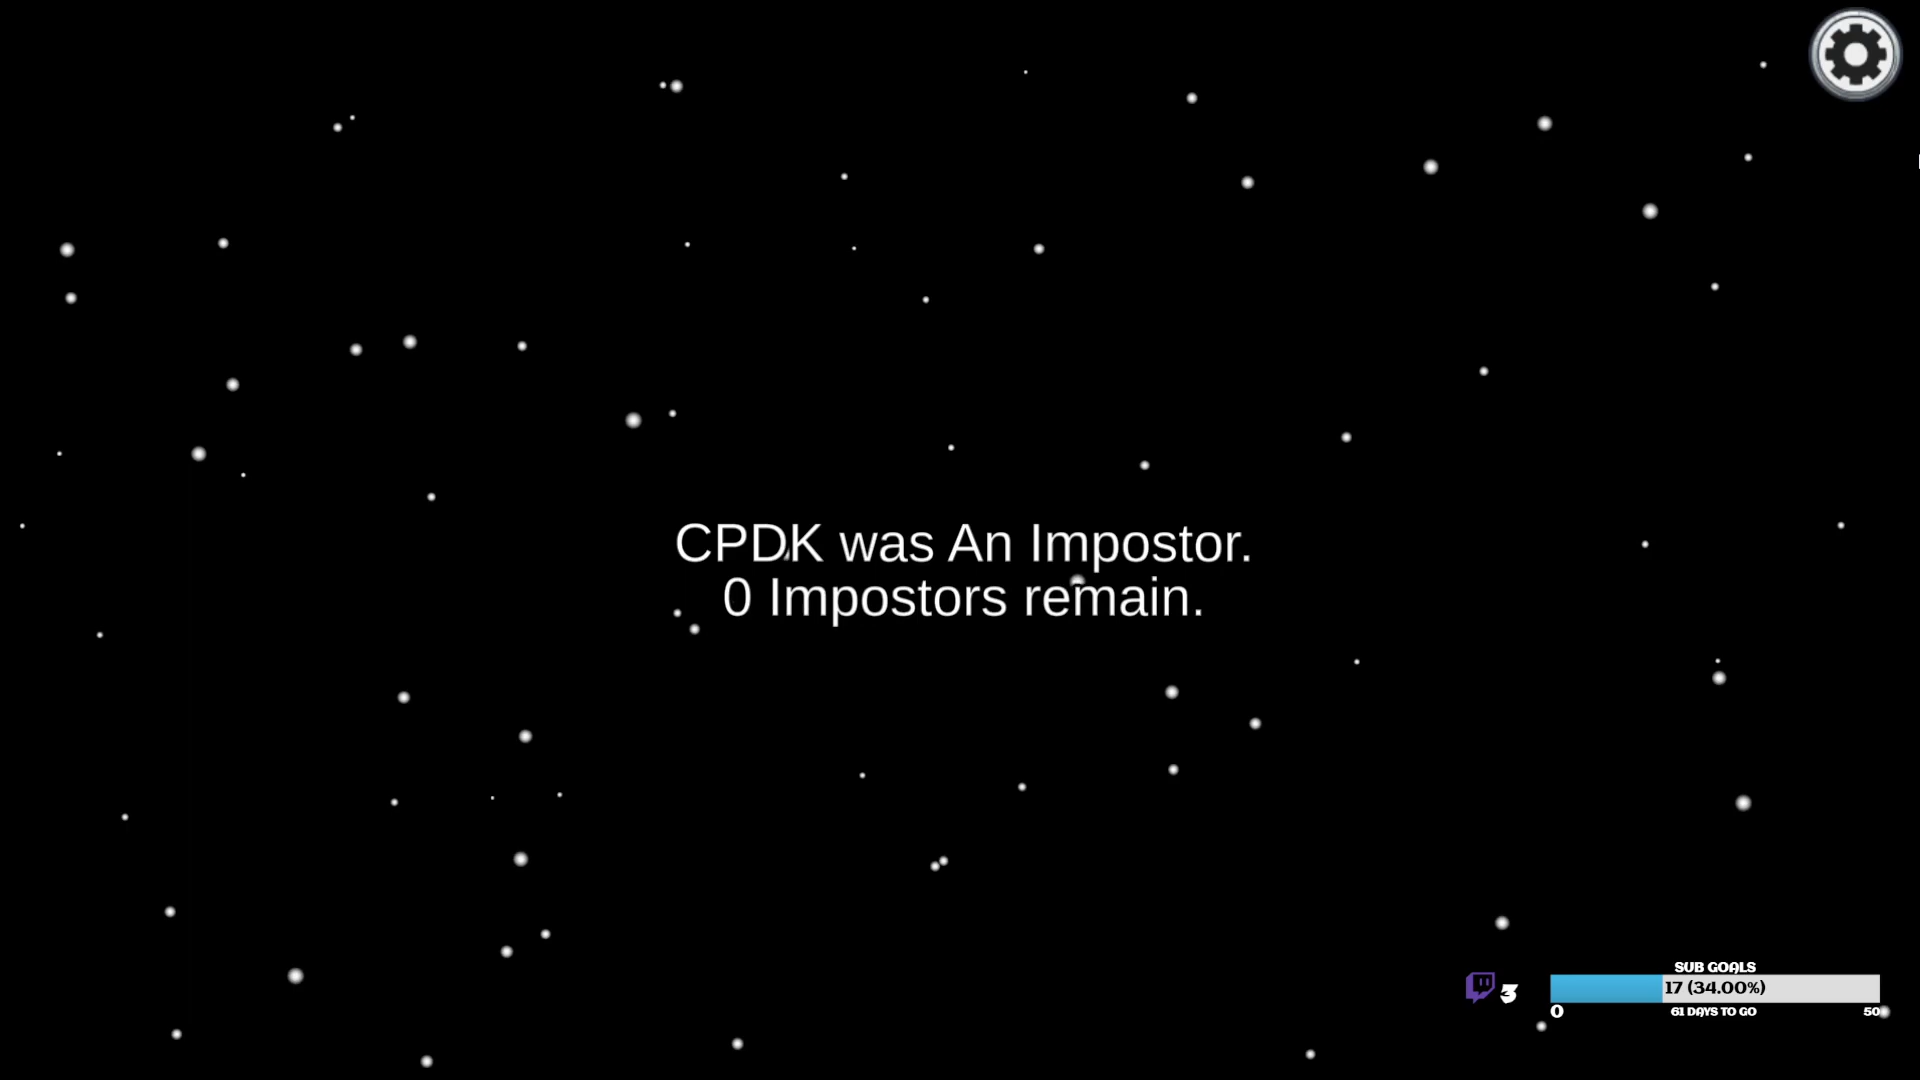 CPDK was An Impostor.
0 Impostors remain.
SUB GOALS
3
17 (34.00%)
0
61 DAYS TO GO
50